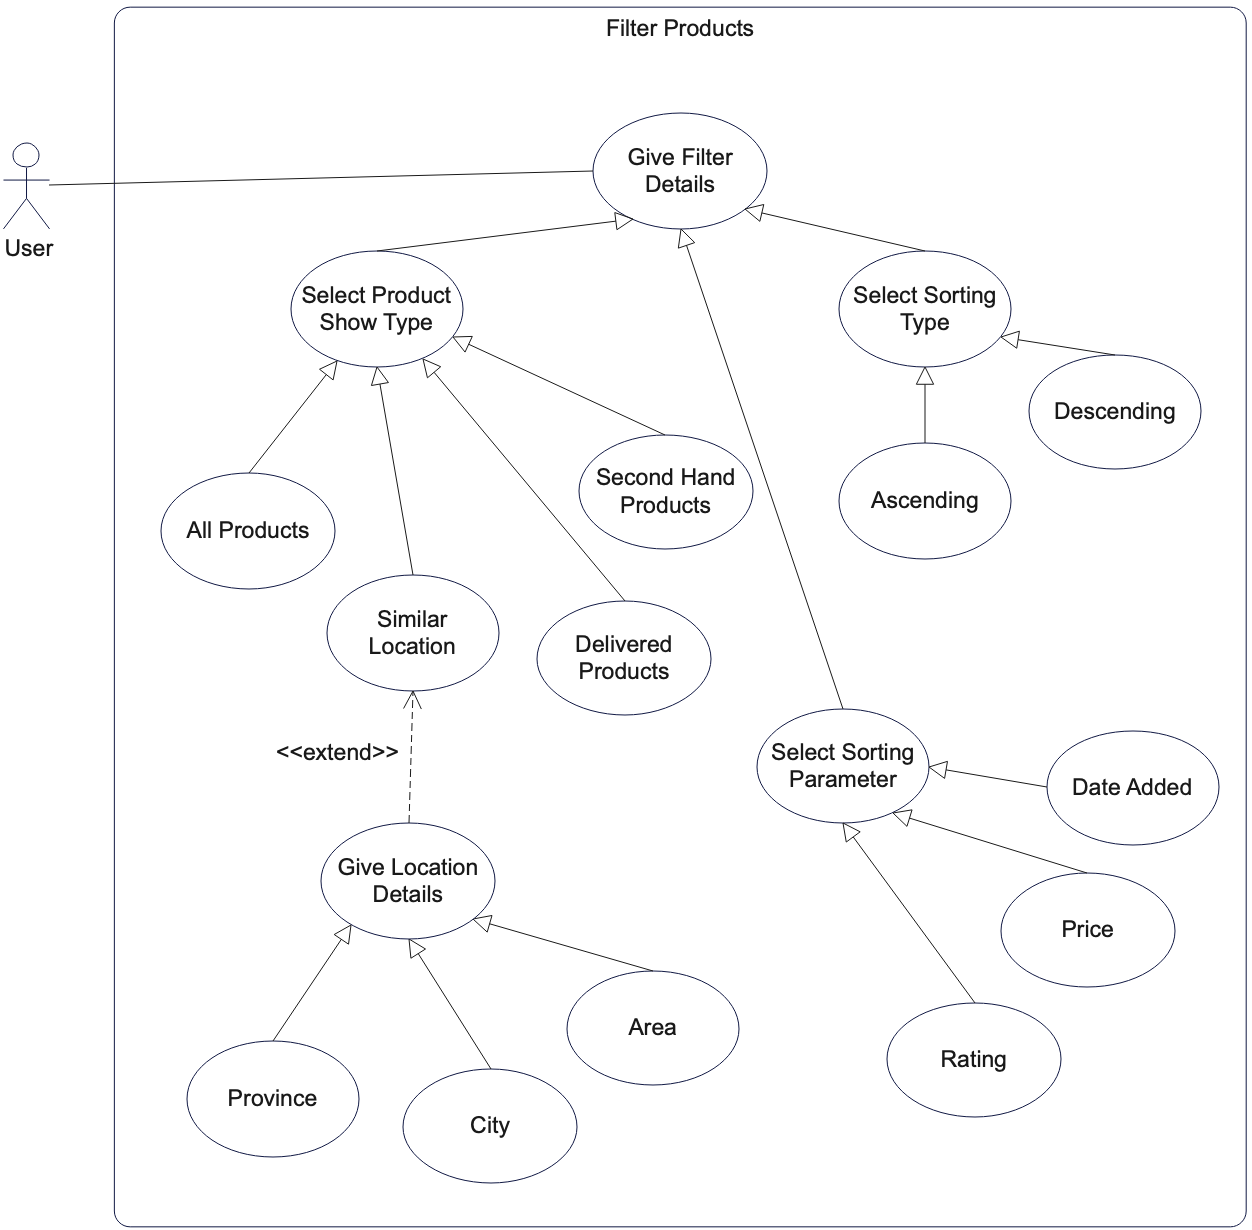 Filter Products
User
Give Filter
Details
Select Product
Show Type
Select Sorting
Type
Descending
Second Hand
Products
Ascending
All Products
Similar
Location
Delivered
Products
<<extend>>
Select Sorting
Parameter
Date Added
Give Location
Details
Price
Area
Rating
Province
City